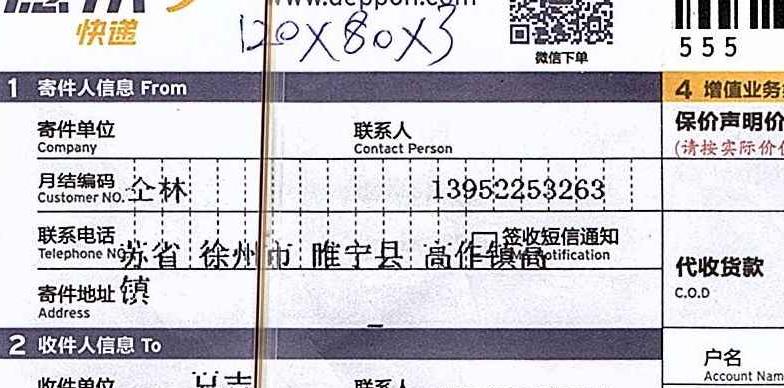 快递
www.deppon.com
120X80X3
微信下单
555
1 寄件人信息 From
4 增值业务
寄件单位
Company
联系人
Contact Person
保价声明价
(请按实际价
月结编码
Customer NO.
仝林 13952253263
联系电话
Telephone NO.
签收短信通知
苏省 徐州市 睢宁县 高作镇高
镇
代收货款
C.O.D
寄件地址
Address
2 收件人信息 To
户名
Account Nam
收件单位
联系人